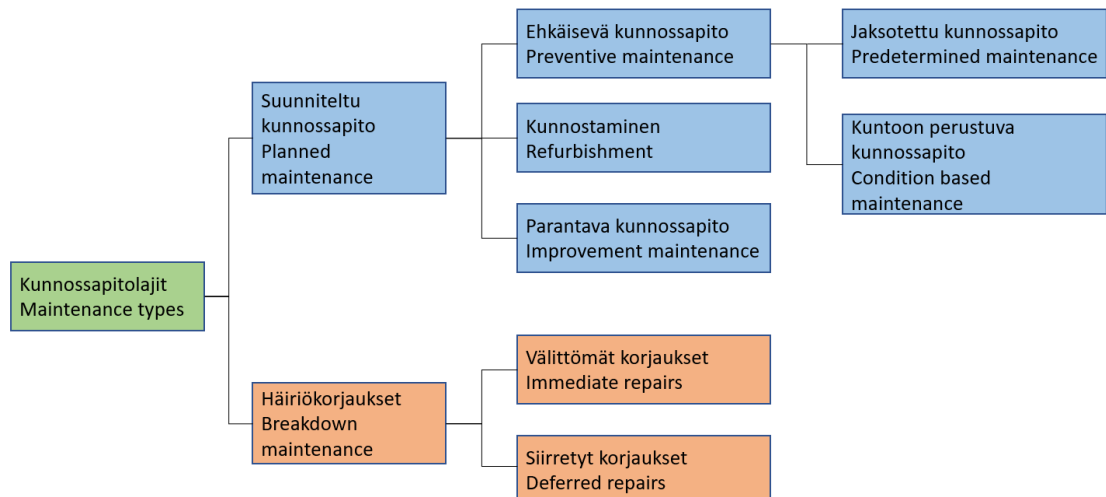 Kunnossapitolajit
Maintenance types
Suunniteltu
kunnossapito
Planned
maintenance
Ehkäisevä kunnossapito
Preventive maintenance
Jaksotettu kunnossapito
Predetermined maintenance
Kuntoon perustuva
kunnossapito
Condition based
maintenance
Kunnostaminen
Refurbishment
Parantava kunnossapito
Improvement maintenance
Häiriökorjaukset
Breakdown
maintenance
Välittömät korjaukset
Immediate repairs
Siirretyt korjaukset
Deferred repairs